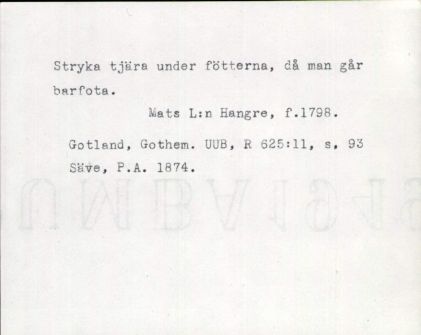 Stryka tjära under fötterna, då man går
barfota.
Mats L:n Hangre, f.1798.
Gotland, Gothem. UUB, R 625:11, s, 93
Säve, P.A. 1874.